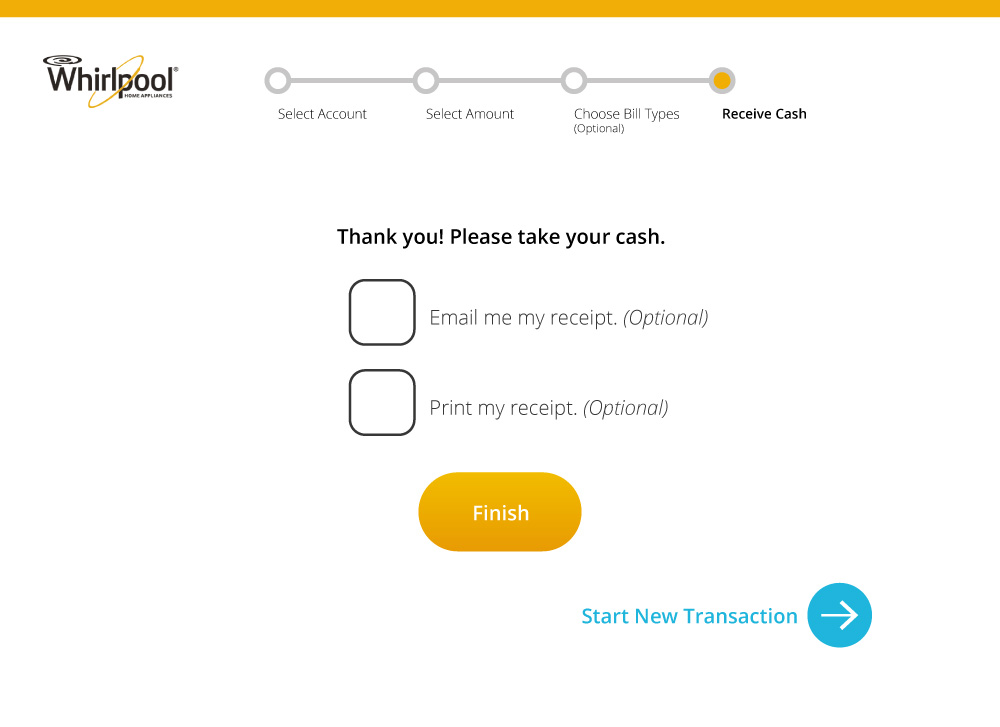 Whirlpool®
HOME APPLIANCES
Select Account
Select Amount
Choose Bill Types
(Optional)
Receive Cash
Thank you! Please take your cash.
Email me my receipt. (Optional)
Print my receipt. (Optional)
Finish
Start New Transaction